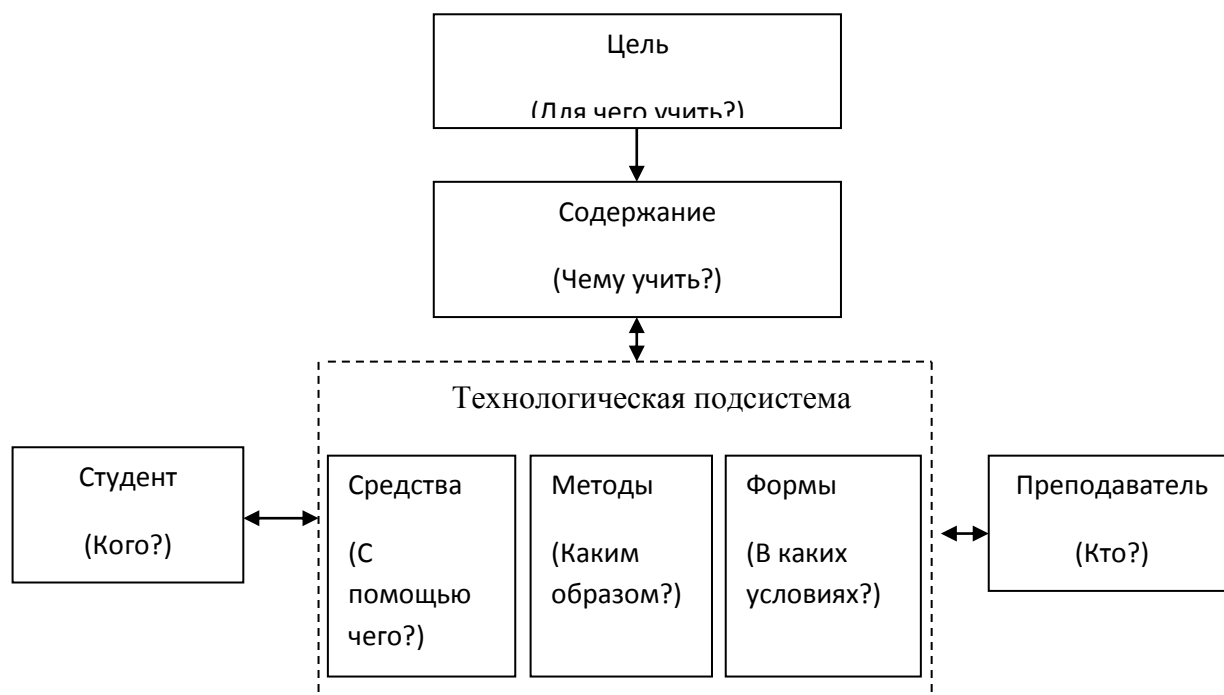 Цель
(Для чего учить?)
Содержание
(Чему учить?)
Технологическая подсистема
Студент
(Кого?)
Средства
(С
помощью
чего?)
Методы
(Каким
образом?)
Формы
(В каких
условиях?)
Преподаватель
(Кто?)